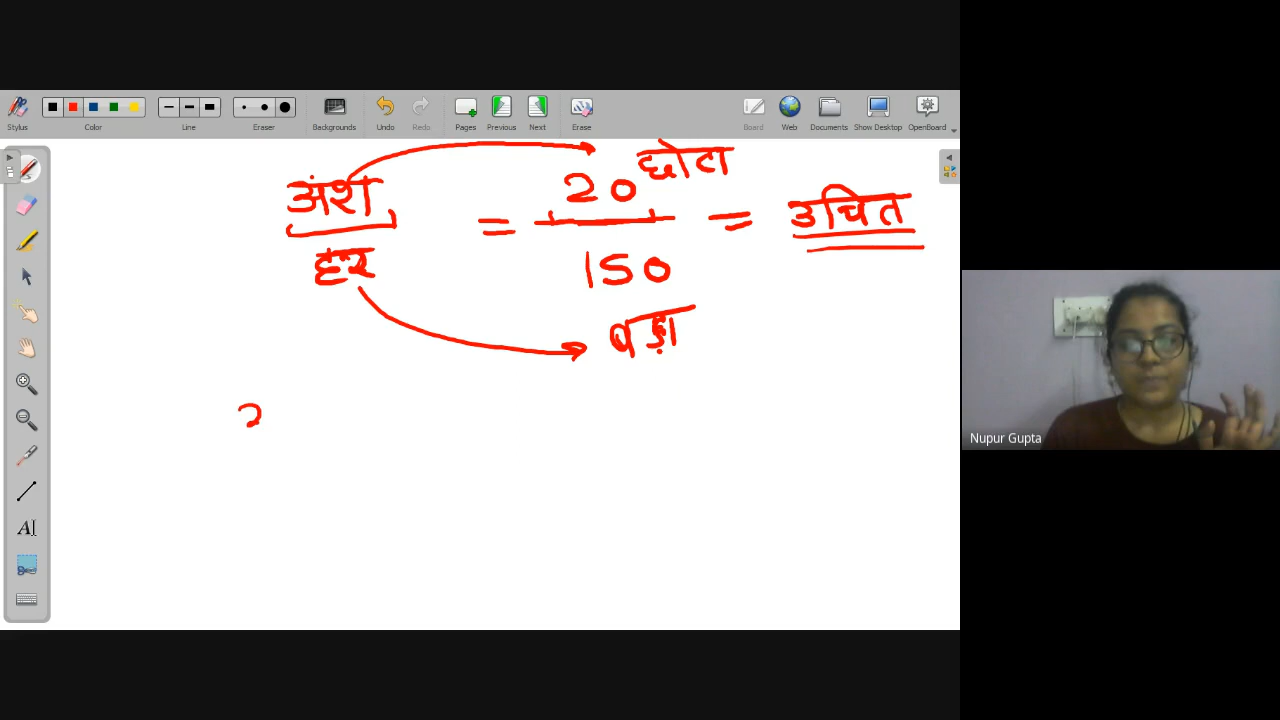 Stylus
Color
Line
Eraser
Backgrounds
Undo
Redo
Pages
Previous
Next
Erase
Board
Web
Documents
Show Desktop
OpenBoard
छोटा
अंश
हर
= 20
150
= उचित
बड़ा
2
Nupur Gupta